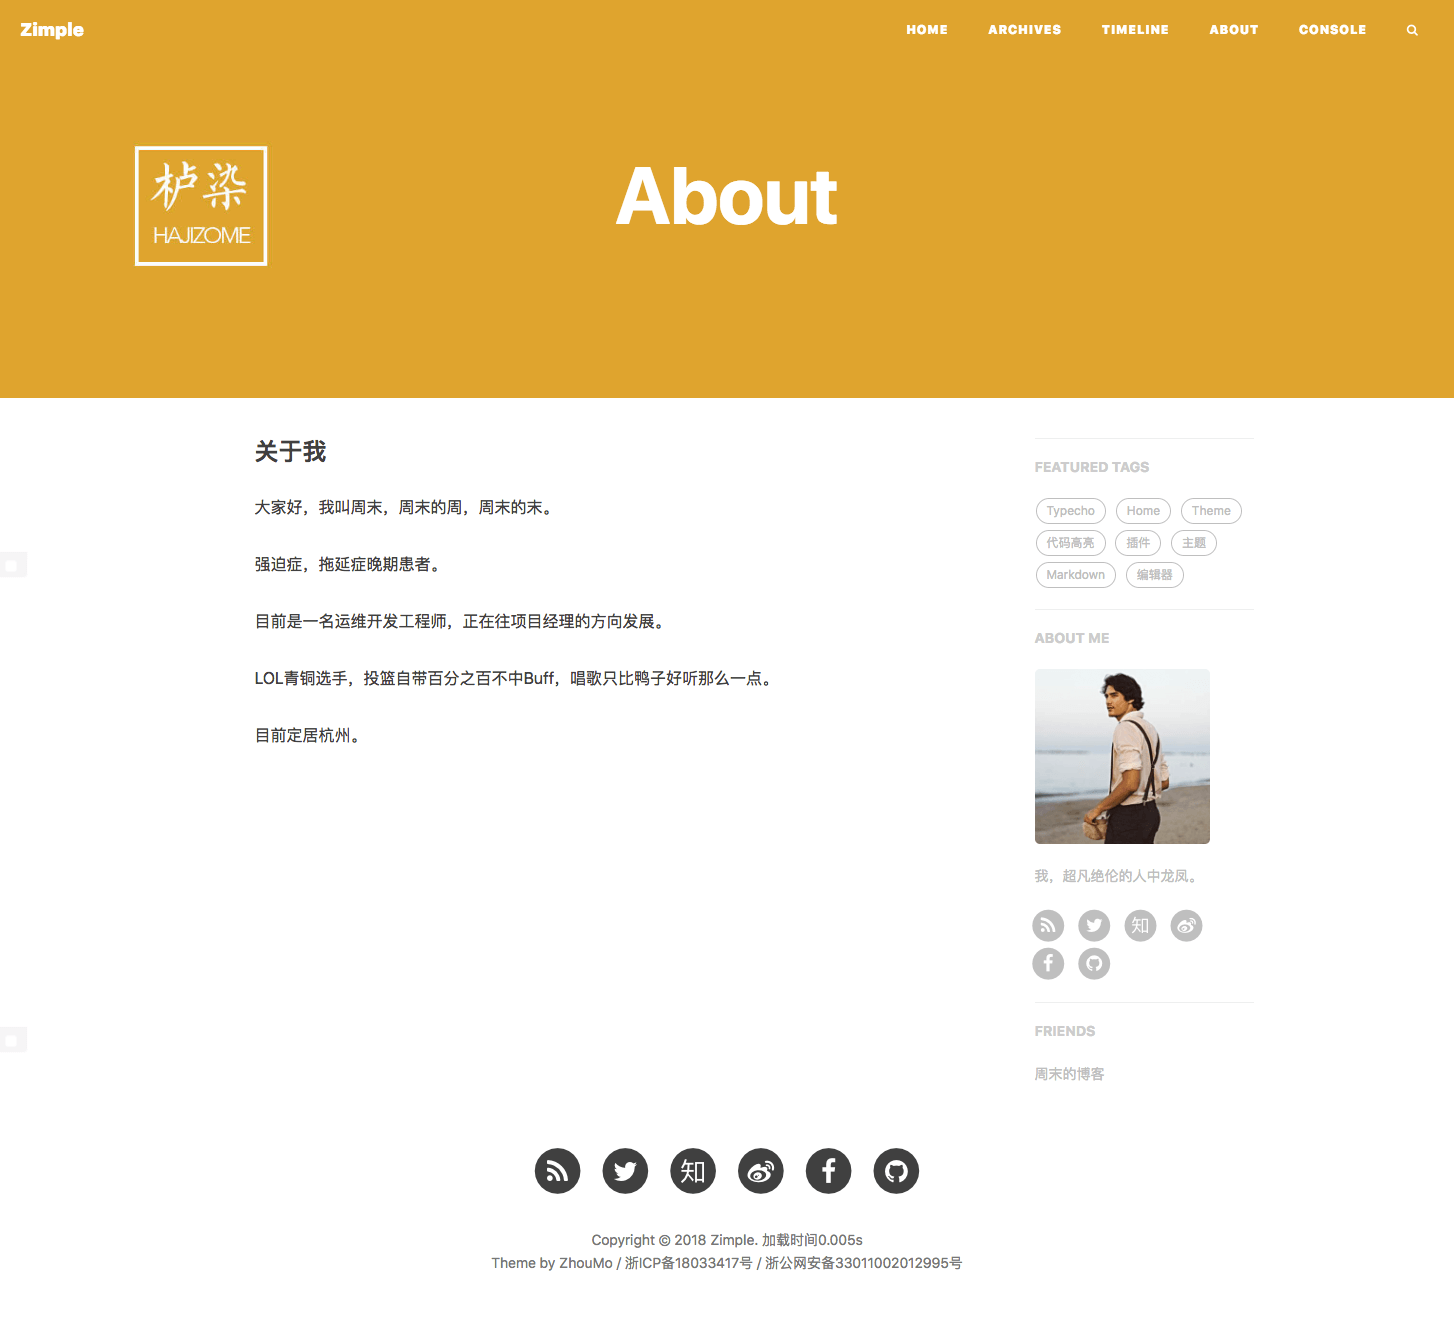 Zimple
HOME ARCHIVES TIMELINE ABOUT CONSOLE
栌染
HAJIZOME
About
关于我
大家好，我叫周末，周末的周，周末的末。
强迫症，拖延症晚期患者。
目前是一名运维开发工程师，正在往项目经理的方向发展。
LOL青铜选手，投篮自带百分之百不中Buff，唱歌只比鸭子好听那么一点。
目前定居杭州。
FEATURED TAGS
Typecho Home Theme
代码高亮 插件 主题
Markdown 编辑器
ABOUT ME
我，超凡绝伦的人中龙凤。
知
FRIENDS
周末的博客
知
Copyright © 2018 Zimple. 加载时间0.005s
Theme by ZhouMo / 浙ICP备18033417号 / 浙公网安备33011002012995号